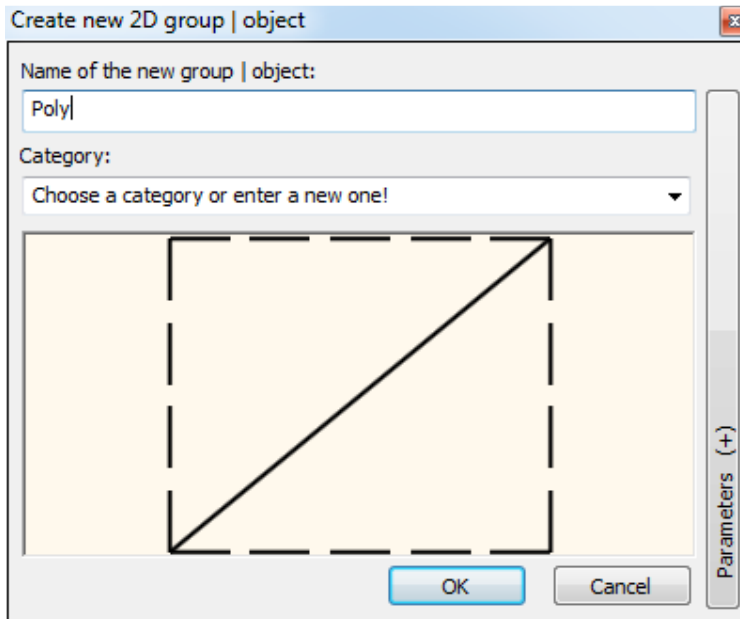 Create new 2D group | object
Name of the new group | object:
Poly
Category:
Choose a category or enter a new one!
Parameters (+)
OK
Cancel